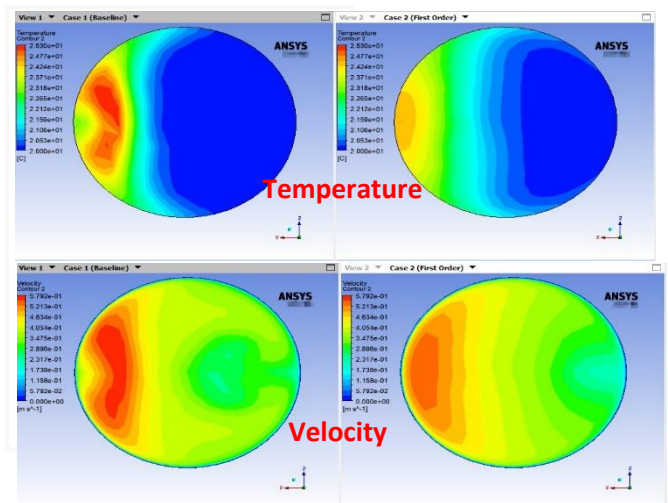 View 1 ▼ Case 1 (Baseline) ▼
Temperature
Contour 2
2.530e+01
2.477e+01
2.424e+01
2.371e+01
2.318e+01
2.265e+01
2.212e+01
2.159e+01
2.106e+01
2.053e+01
2.000e+01
[C]
ANSYS
z
x
View 2 ▼ Case 2 (First Order) ▼
Temperature
Contour 2
2.530e+01
2.477e+01
2.424e+01
2.371e+01
2.318e+01
2.265e+01
2.212e+01
2.159e+01
2.106e+01
2.053e+01
2.000e+01
[C]
ANSYS
z
x
Temperature
View 1 ▼ Case 1 (Baseline) ▼
Velocity
Contour 2
5.792e-01
5.213e-01
4.634e-01
4.054e-01
3.475e-01
2.896e-01
2.317e-01
1.738e-01
1.158e-01
5.792e-02
0.000e+00
[m s^-1]
ANSYS
z
x
View 2 ▼ Case 2 (First Order) ▼
Velocity
Contour 2
5.792e-01
5.213e-01
4.634e-01
4.054e-01
3.475e-01
2.896e-01
2.317e-01
1.738e-01
1.158e-01
5.792e-02
0.000e+00
[m s^-1]
ANSYS
z
x
Velocity